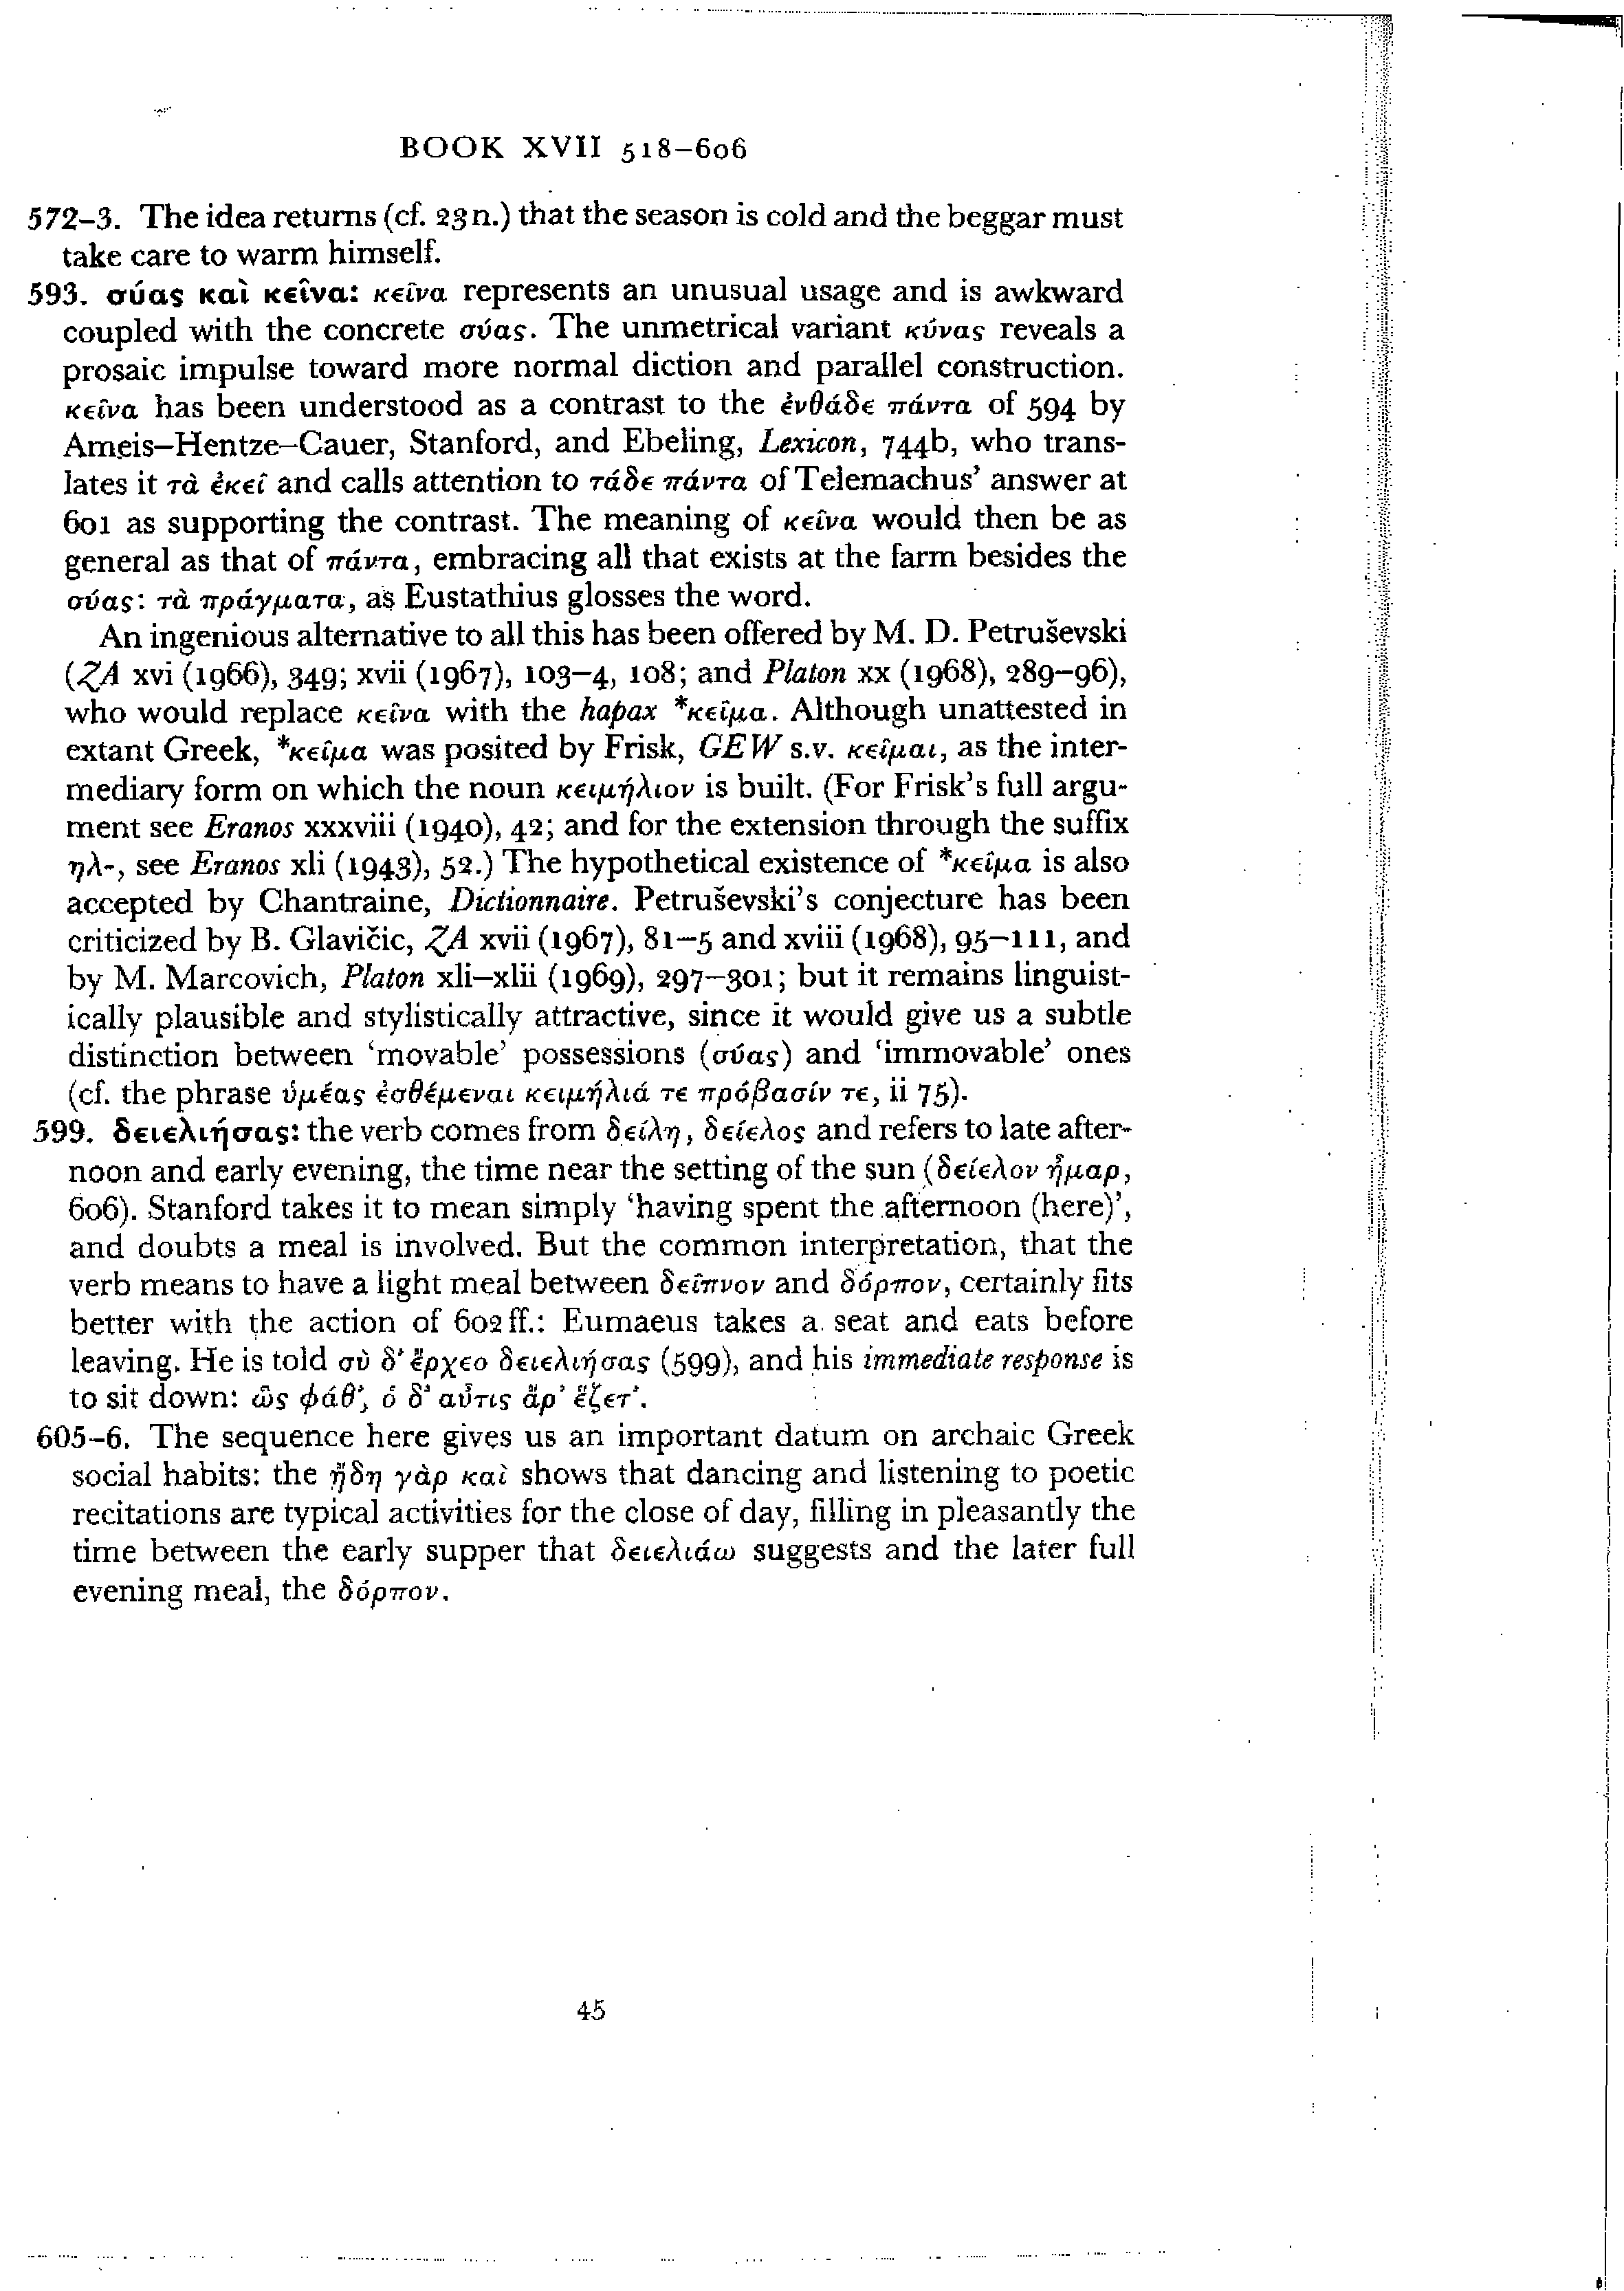 BOOK XVII 518–606
572–3. The idea returns (cf. 23 n.) that the season is cold and the beggar must
take care to warm himself.
593. σύας καὶ κεῖνα: κεῖνα represents an unusual usage and is awkward
coupled with the concrete σύας. The unmetrical variant κύνας reveals a
prosaic impulse toward more normal diction and parallel construction.
κεῖνα has been understood as a contrast to the ἐνθάδε πάντα of 594 by
Ameis–Hentze–Cauer, Stanford, and Ebeling, Lexicon, 744b, who trans-
lates it τὰ ἐκεῖ and calls attention to τάδε πάντα of Telemachus’ answer at
601 as supporting the contrast. The meaning of κεῖνα would then be as
general as that of πάντα, embracing all that exists at the farm besides the
σύας: τὰ πράγματα, as Eustathius glosses the word.
An ingenious alternative to all this has been offered by M. D. Petruševski
(ZA xvi (1966), 349; xvii (1967), 103–4, 108; and Platon xx (1968), 289–96),
who would replace κεῖνα with the hapax *κεῖμα. Although unattested in
extant Greek, *κεῖμα was posited by Frisk, GEW s.v. κεῖμαι, as the inter-
mediary form on which the noun κειμήλιον is built. (For Frisk’s full argu-
ment see Eranos xxxviii (1940), 42; and for the extension through the suffix
ηλ-, see Eranos xli (1943), 52.) The hypothetical existence of *κεῖμα is also
accepted by Chantraine, Dictionnaire. Petruševski’s conjecture has been
criticized by B. Glavičic, ZA xvii (1967), 81–5 and xviii (1968), 95–111, and
by M. Marcovich, Platon xli–xlii (1969), 297–301; but it remains linguist-
ically plausible and stylistically attractive, since it would give us a subtle
distinction between ‘movable’ possessions (σύας) and ‘immovable’ ones
(cf. the phrase ὑμέας ἐσθέμεναι κειμήλιά τε πρόβασίν τε, ii 75).
599. δειελιήσας: the verb comes from δείλη, δείελος and refers to late after-
noon and early evening, the time near the setting of the sun (δείελον ἦμαρ,
606). Stanford takes it to mean simply ‘having spent the afternoon (here)’,
and doubts a meal is involved. But the common interpretation, that the
verb means to have a light meal between δεῖπνον and δόρπον, certainly fits
better with the action of 602 ff.: Eumaeus takes a seat and eats before
leaving. He is told σὺ δ’ ἔρχεο δειελιήσας (599), and his immediate response is
to sit down: ὣς φάθ’, ὁ δ’ αὖτις ἄρ’ ἕζετ’.
605–6. The sequence here gives us an important datum on archaic Greek
social habits: the ἤδη γὰρ καὶ shows that dancing and listening to poetic
recitations are typical activities for the close of day, filling in pleasantly the
time between the early supper that δειελιάω suggests and the later full
evening meal, the δόρπον.
45